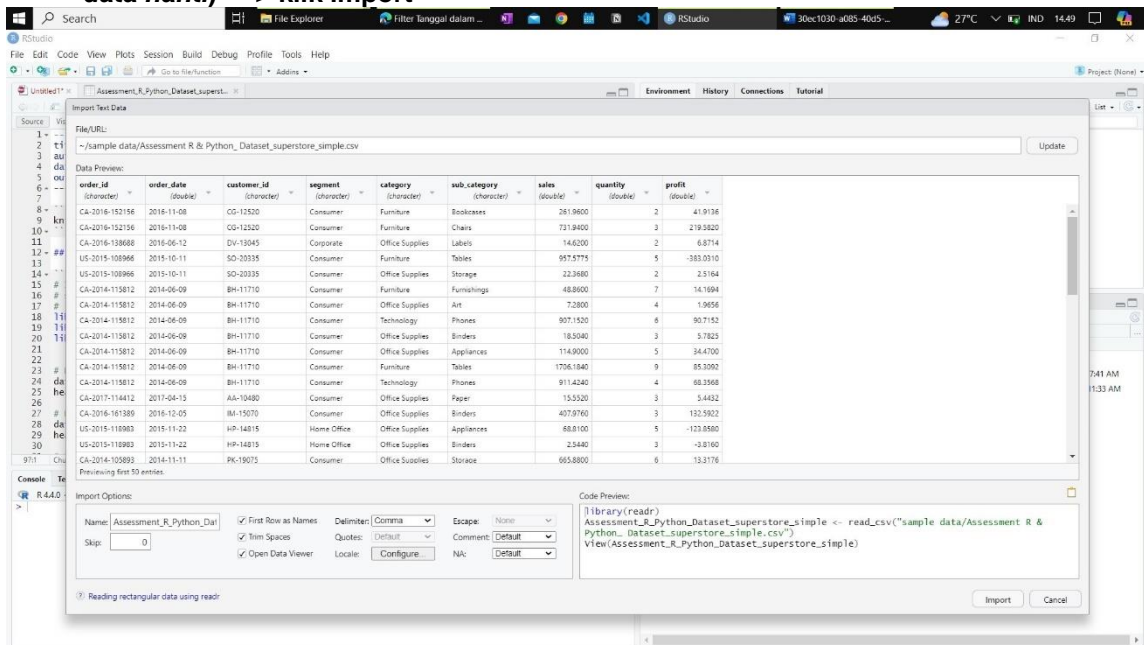 data nanti) --> Klik Import
Search
File Explorer
Filter Tanggal dalam ...
RStudio
30ec1030-a085-40d5-...
27°C
IND
14.49
RStudio
File Edit Code View Plots Session Build Debug Profile Tools Help
Go to file/function
Addins
Project: (None)
Untitled1*
Assessment_R_Python_Dataset_superst...
Environment History Connections Tutorial
Import Text Data
List
Source
File/URL:
~/sample data/Assessment R & Python_ Dataset_superstore_simple.csv
Update
Data Preview:
order_id order_date customer_id segment category sub_category sales quantity profit
(character) (double) (character) (character) (character) (character) (double) (double) (double)
CA-2016-152156 2016-11-08 CG-12520 Consumer Furniture Bookcases 261.9600 2 41.9136
CA-2016-152156 2016-11-08 CG-12520 Consumer Furniture Chairs 731.9400 3 219.5820
CA-2016-138688 2016-06-12 DV-13045 Corporate Office Supplies Labels 14.6200 2 6.8714
US-2015-108966 2015-10-11 SO-20335 Consumer Furniture Tables 957.5775 5 -383.0310
US-2015-108966 2015-10-11 SO-20335 Consumer Office Supplies Storage 22.3680 2 2.5164
CA-2014-115812 2014-06-09 BH-11710 Consumer Furniture Furnishings 48.8600 7 14.1694
CA-2014-115812 2014-06-09 BH-11710 Consumer Office Supplies Art 7.2800 4 1.9656
CA-2014-115812 2014-06-09 BH-11710 Consumer Technology Phones 907.1520 6 90.7152
CA-2014-115812 2014-06-09 BH-11710 Consumer Office Supplies Binders 18.5040 3 5.7825
CA-2014-115812 2014-06-09 BH-11710 Consumer Office Supplies Appliances 114.9000 5 34.4700
CA-2014-115812 2014-06-09 BH-11710 Consumer Furniture Tables 1706.1840 9 85.3092
CA-2014-115812 2014-06-09 BH-11710 Consumer Technology Phones 911.4240 4 68.3568
CA-2017-114412 2017-04-15 AA-10480 Consumer Office Supplies Paper 15.5520 3 5.4432
CA-2016-161389 2016-12-05 IM-15070 Consumer Office Supplies Binders 407.9760 3 132.5922
US-2015-118983 2015-11-22 HP-14815 Home Office Office Supplies Appliances 68.8100 5 -123.8580
US-2015-118983 2015-11-22 HP-14815 Home Office Office Supplies Binders 2.5440 3 -3.8160
CA-2014-105893 2014-11-11 PK-19075 Consumer Office Supplies Storage 665.8800 6 13.3176
Previewing first 50 entries.
7:41 AM
1:33 AM
97:1
Console
R 4.4.0
>
Import Options:
Code Preview:
Name: Assessment_R_Python_Dat
First Row as Names
Delimiter: Comma
Escape: None
Skip: 0
Trim Spaces
Quotes: Default
Comment: Default
Open Data Viewer
Locale: Configure...
NA: Default
library(readr)
Assessment_R_Python_Dataset_superstore_simple <- read_csv("sample data/Assessment R &
Python_ Dataset_superstore_simple.csv")
View(Assessment_R_Python_Dataset_superstore_simple)
Reading rectangular data using readr
Import
Cancel